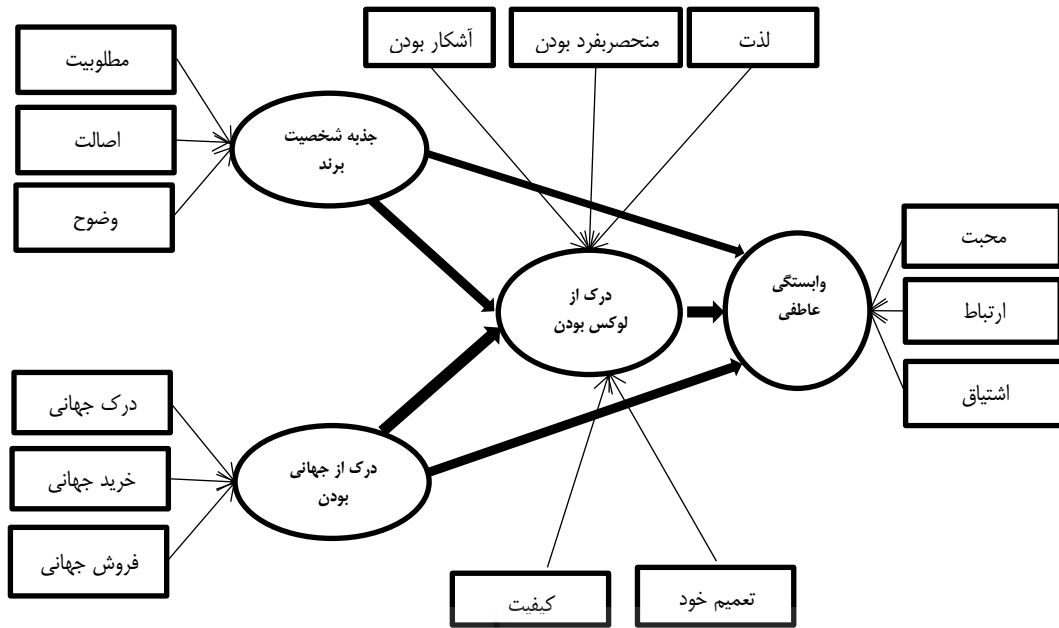 لذت
منحصربفرد بودن
آشکار بودن
مطلوبیت
اصالت
وضوح
جذبه شخصیت
برند
محبت
ارتباط
اشتیاق
وابستگی
عاطفی
درک از
لوکس بودن
درک جهانی
خرید جهانی
فروش جهانی
درک از جهانی
بودن
تعمیم خود
کیفیت